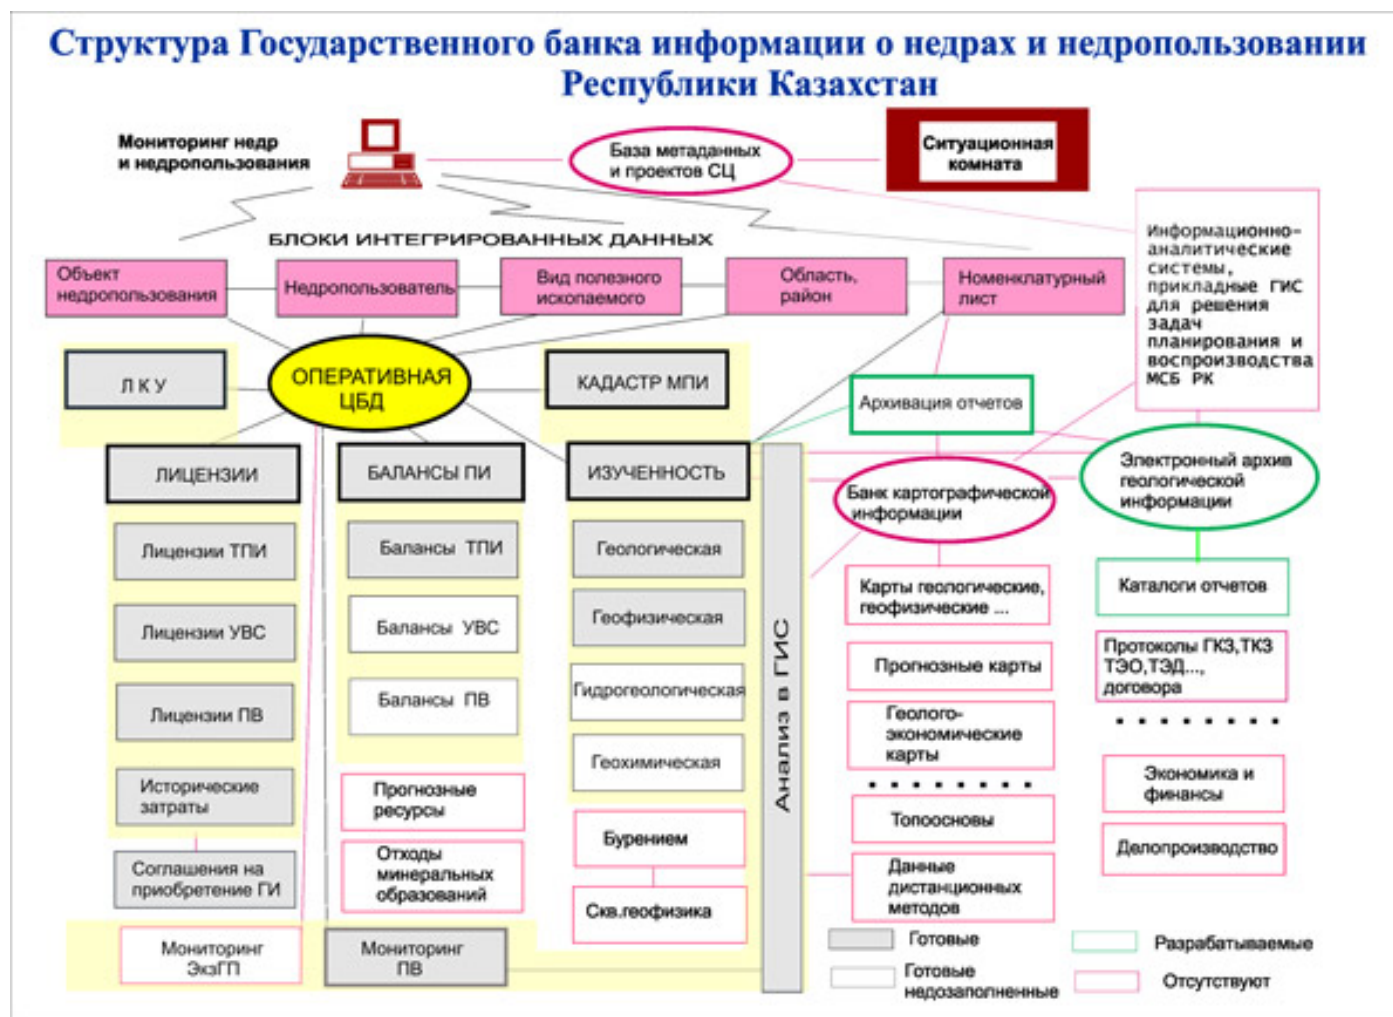 Структура Государственного банка информации о недрах и недропользовании
Республики Казахстан
Мониторинг недр
и недропользования
База метаданных
и проектов СЦ
Ситуационная
комната
БЛОКИ ИНТЕГРИРОВАННЫХ ДАННЫХ
Информационно-
аналитические
системы,
прикладные ГИС
для решения
задач
планирования и
воспроизводства
МСБ РК
Объект
недропользования
Недропользователь
Вид полезного
ископаемого
Область,
район
Номенклатурный
лист
ОПЕРАТИВНАЯ
ЦБД
Л К У
КАДАСТР МПИ
Архивация отчетов
ЛИЦЕНЗИИ
БАЛАНСЫ ПИ
ИЗУЧЕННОСТЬ
Банк картографической
информации
Электронный архив
геологической
информации
Лицензии ТПИ
Лицензии УВС
Лицензии ПВ
Исторические
затраты
Соглашения на
приобретение ГИ
Мониторинг
ЭкзГП
Балансы ТПИ
Балансы УВС
Балансы ПВ
Прогнозные
ресурсы
Отходы
минеральных
образований
Мониторинг
ПВ
Геологическая
Геофизическая
Гидрогеологическая
Геохимическая
Бурением
Скв.геофизика
Анализ в ГИС
Карты геологические,
геофизические ...
Прогнозные карты
Геолого-
экономические
карты
Топоосновы
Данные
дистанционных
методов
Каталоги отчетов
Протоколы ГКЗ,ТКЗ
ТЭО,ТЭД...,
договора
Экономика и
финансы
Делопроизводство
Готовые
Готовые
недозаполненные
Разрабатываемые
Отсутствуют